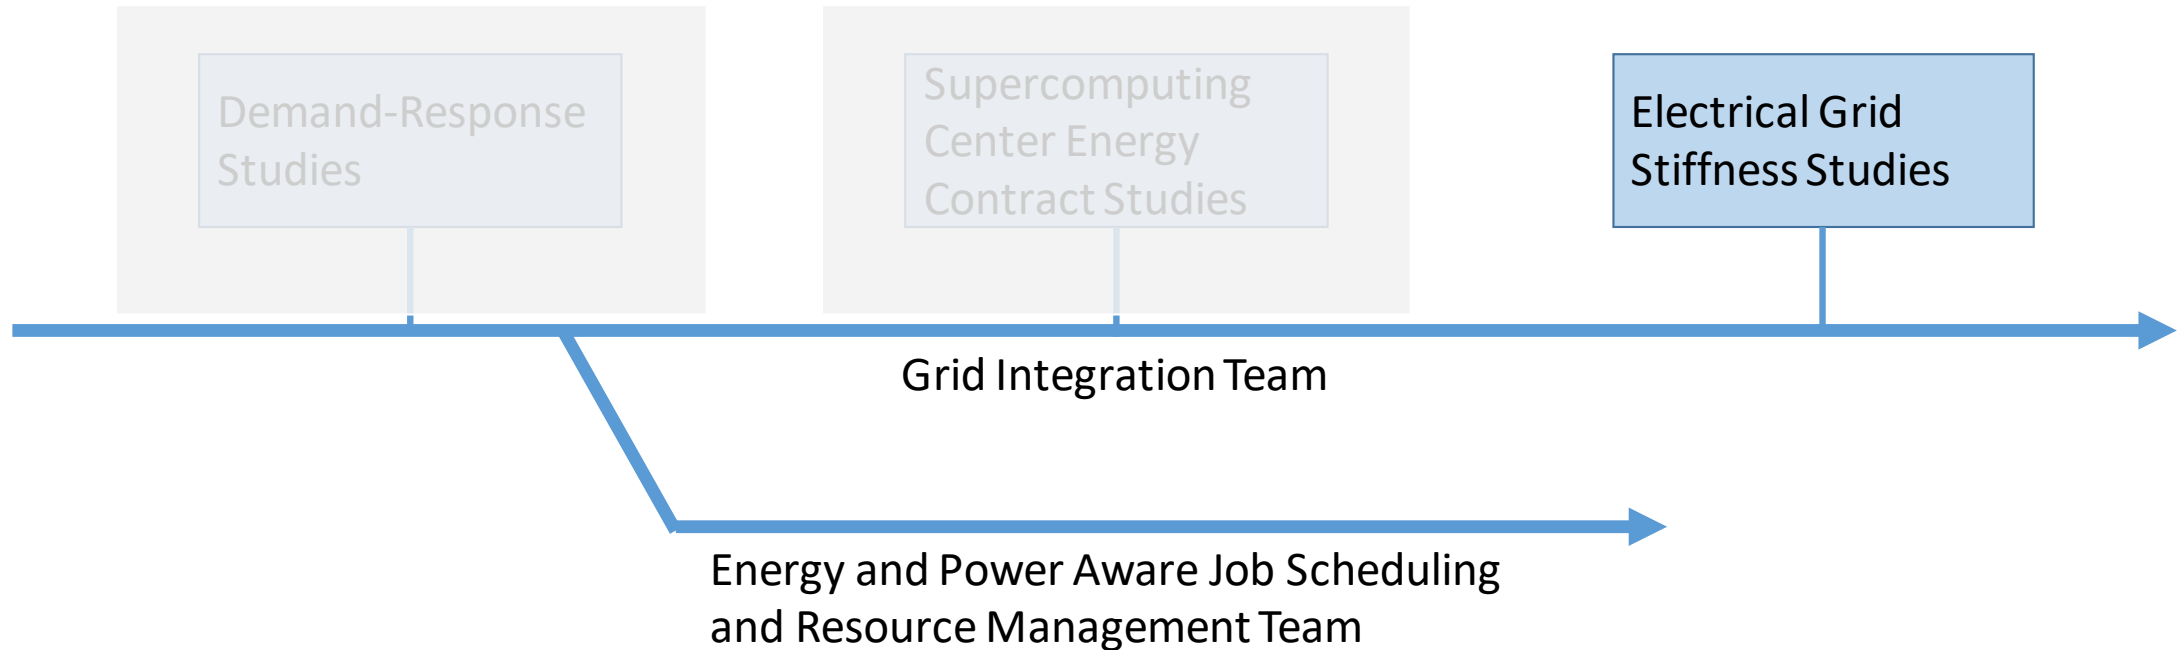 Demand-Response
Studies
Supercomputing
Center Energy
Contract Studies
Electrical Grid
Stiffness Studies
Grid Integration Team
Energy and Power Aware Job Scheduling
and Resource Management Team